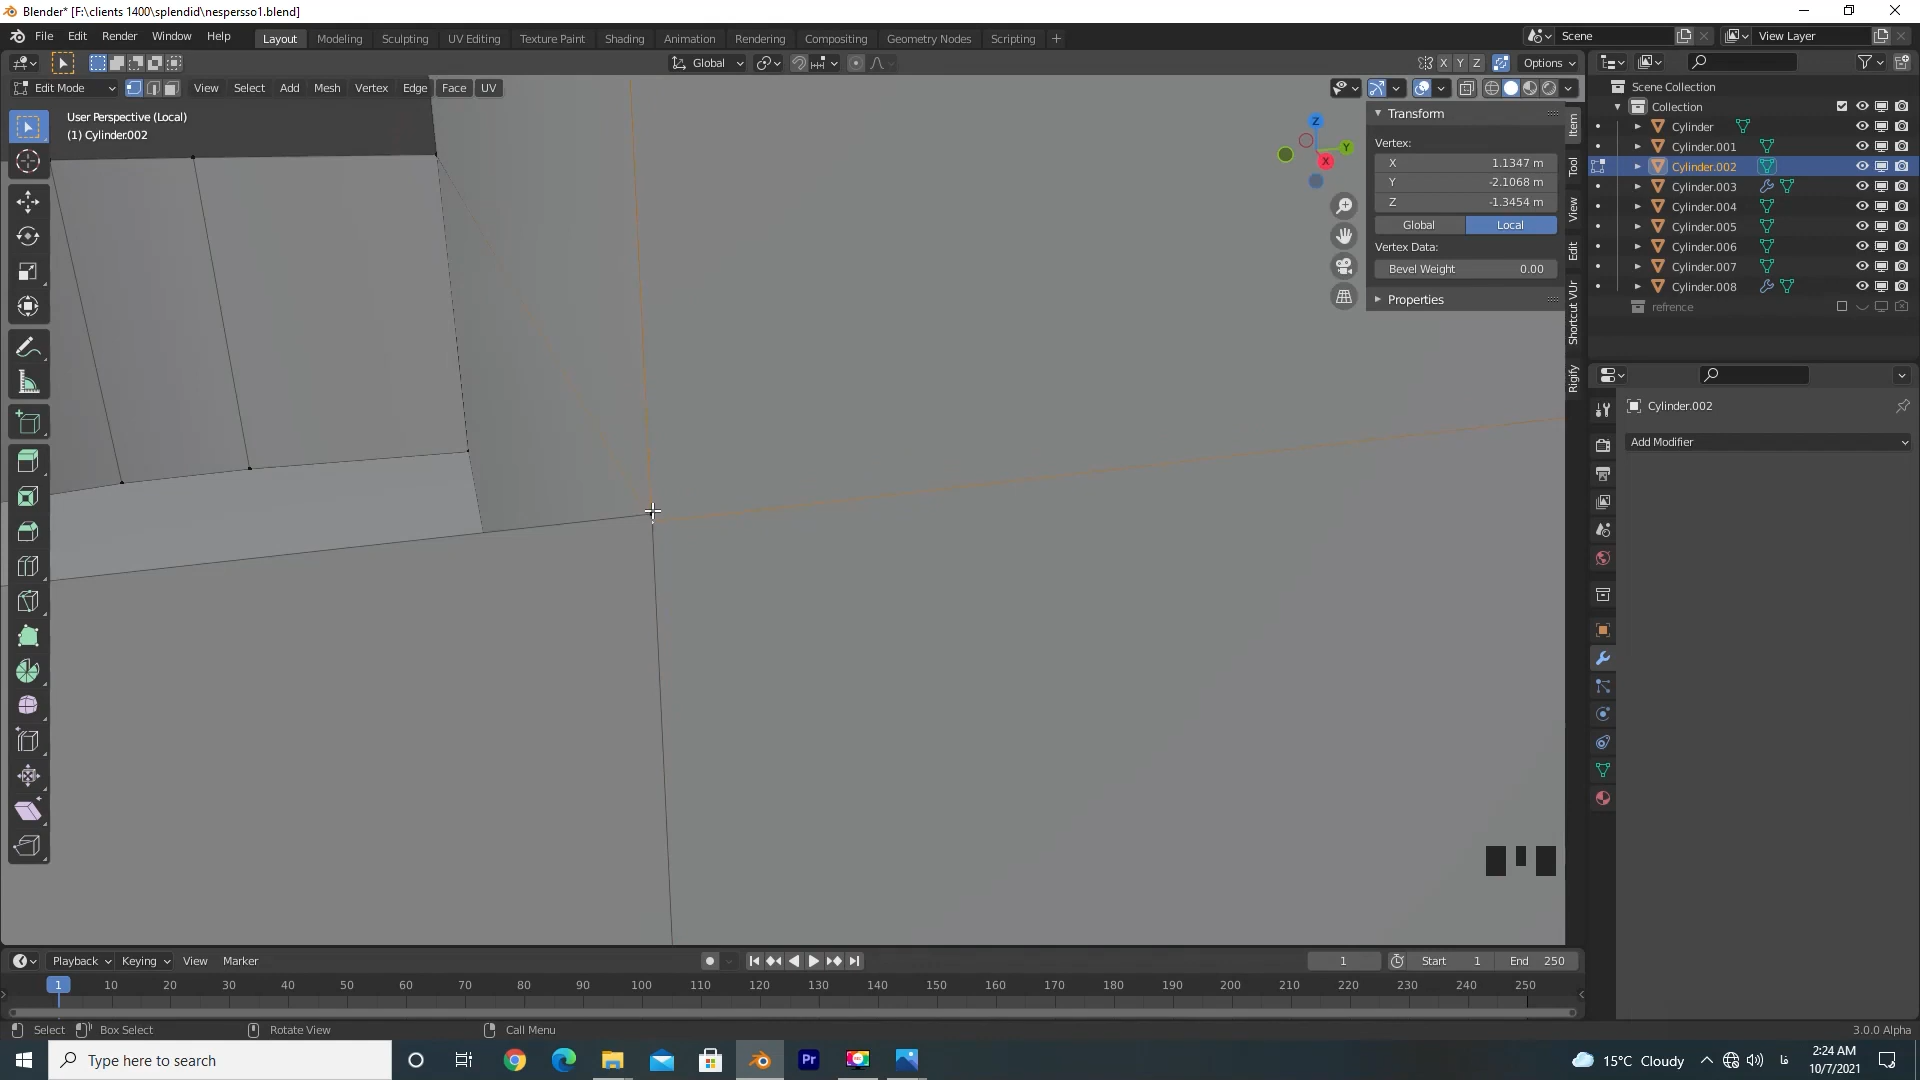 Blender* [F:\clients 1400\splendid\nespersso1.blend]
File Edit Render Window Help Layout Modeling Sculpting UV Editing Texture Paint Shading Animation Rendering Compositing Geometry Nodes Scripting + Scene View Layer
Global X Y Z Options
Edit Mode View Select Add Mesh Vertex Edge Face UV
User Perspective (Local)
(1) Cylinder.002
Z
Y
X
Transform
Vertex:
X 1.1347 m
Y -2.1068 m
Z -1.3454 m
Global Local
Vertex Data:
Bevel Weight 0.00
Properties
Item
Tool
View
Edit
Shortcut VUr
Rigify
Scene Collection
Collection
Cylinder
Cylinder.001
Cylinder.002
Cylinder.003
Cylinder.004
Cylinder.005
Cylinder.006
Cylinder.007
Cylinder.008
refrence
Cylinder.002
Add Modifier
Playback Keying View Marker 1 Start 1 End 250
1 10 20 30 40 50 60 70 80 90 100 110 120 130 140 150 160 170 180 190 200 210 220 230 240 250
Select Box Select Rotate View Call Menu 3.0.0 Alpha
Type here to search Pr 15°C Cloudy فا 2:24 AM
10/7/2021